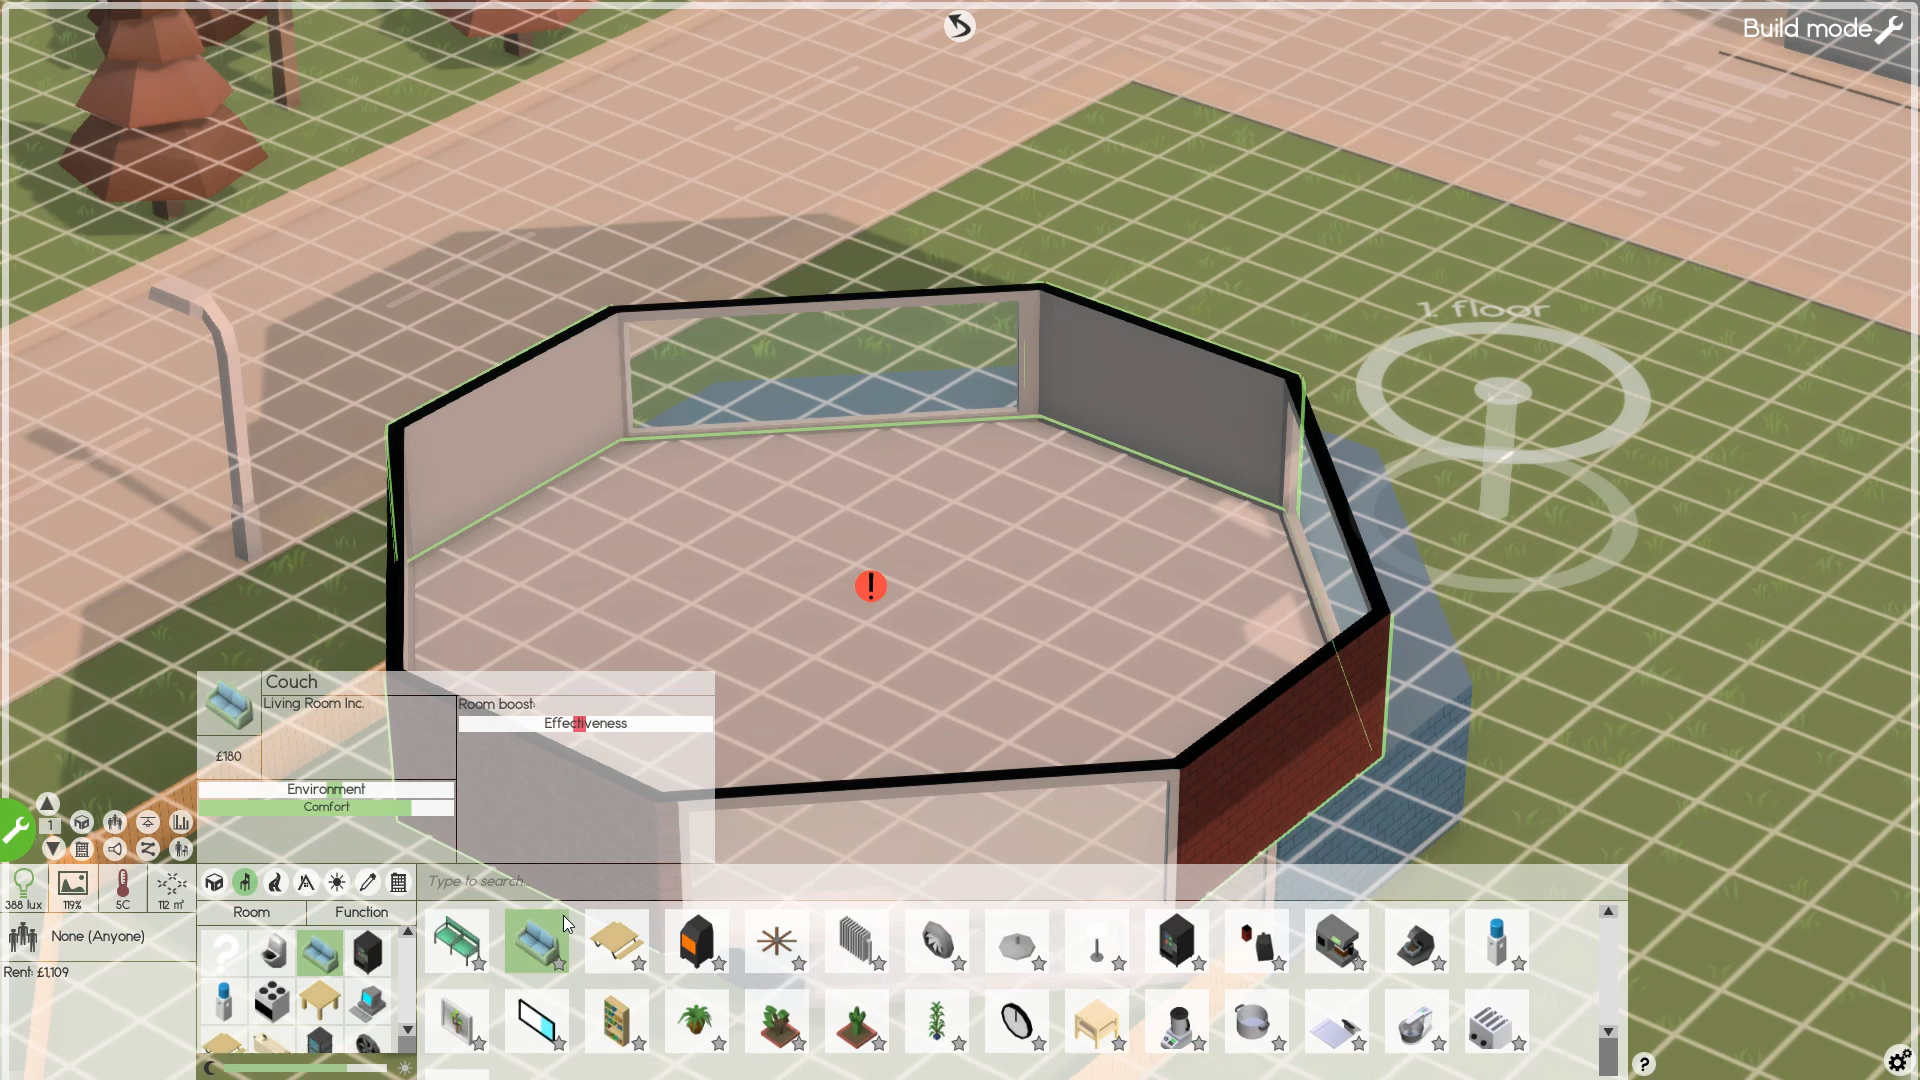 Build mode
1. floor
!
Couch
Living Room Inc.
£180
Environment
Comfort
Room boost:
Effectiveness
1
388 lux
119%
5C
112 m²
None (Anyone)
Rent: £1,109
Room
Function
Type to search...
?
?